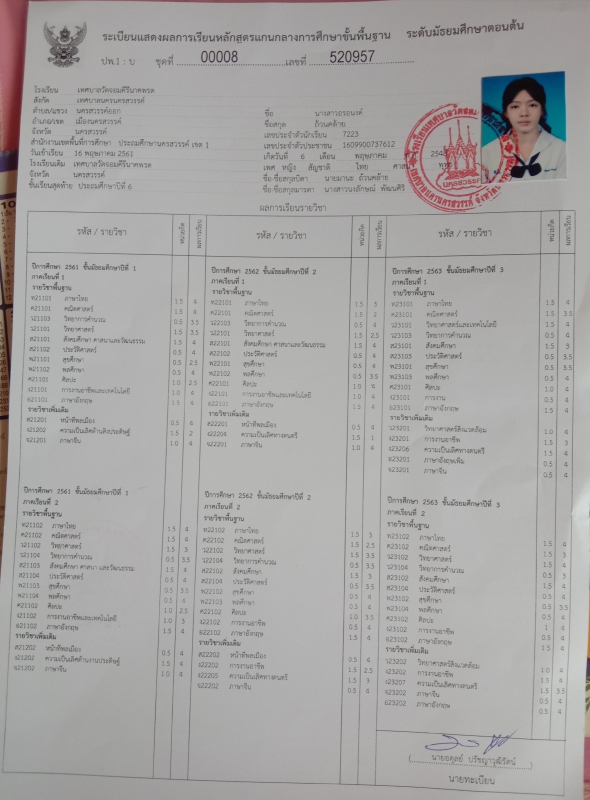 ระเบียนแสดงผลการเรียนหลักสูตรแกนกลางการศึกษาขั้นพื้นฐาน ระดับมัธยมศึกษาตอนต้น
ปพ.1 : บ ชุดที่ 00008 เลขที่ 520957
โรงเรียน เทศบาลวัดจอมคีรีนาคพรต
สังกัด เทศบาลนครนครสวรรค์
ตำบล/แขวง นครสวรรค์ออก
อำเภอ/เขต เมืองนครสวรรค์
จังหวัด นครสวรรค์
สำนักงานเขตพื้นที่การศึกษา ประถมศึกษานครสวรรค์ เขต 1
วันเข้าเรียน 16 พฤษภาคม 2561
โรงเรียนเดิม เทศบาลวัดจอมคีรีนาคพรต
จังหวัด นครสวรรค์
ชั้นเรียนสุดท้าย ประถมศึกษาปีที่ 6
ชื่อ นางสาวอรอนงค์
ชื่อสกุล ถ้วนคล้าย
เลขประจำตัวนักเรียน 7223
เลขประจำตัวประชาชน 1609900737612
เกิดวันที่ 6 เดือน พฤษภาคม
เพศ หญิง สัญชาติ ไทย
ชื่อ-ชื่อสกุลบิดา นายมานะ ถ้วนคล้าย
ชื่อ-ชื่อสกุลมารดา นางสาวนงลักษณ์ พัฒนศิริ
ผลการเรียนรายวิชา
รหัส / รายวิชา หน่วยกิต ผลการเรียน รหัส / รายวิชา หน่วยกิต ผลการเรียน รหัส / รายวิชา หน่วยกิต ผลการเรียน
ปีการศึกษา 2561 ชั้นมัธยมศึกษาปีที่ 1
ภาคเรียนที่ 1
รายวิชาพื้นฐาน
ท21101 ภาษาไทย 1.5 4
ค21101 คณิตศาสตร์ 1.5 4
ว21103 วิทยาการคำนวณ 0.5 3.5
ว21101 วิทยาศาสตร์ 1.5 3.5
ส21101 สังคมศึกษา ศาสนาและวัฒนธรรม 1.5 4
ส21102 ประวัติศาสตร์ 0.5 4
พ21101 สุขศึกษา 0.5 2.5
พ21102 พลศึกษา 0.5 4
ศ21101 ศิลปะ 1.0 2.5
ง21101 การงานอาชีพและเทคโนโลยี 1.0 4
อ21101 ภาษาอังกฤษ 1.5 4
รายวิชาเพิ่มเติม
ส21201 หน้าที่พลเมือง 0.5 4
ง21202 ความเป็นเลิศด้านศิลปะดิษฐ์ 1.5 2
จ21201 ภาษาจีน 1.0 4
ปีการศึกษา 2562 ชั้นมัธยมศึกษาปีที่ 2
ภาคเรียนที่ 1
รายวิชาพื้นฐาน
ท22101 ภาษาไทย 1.5 3
ค22101 คณิตศาสตร์ 1.5 2
ว22103 วิทยาการคำนวณ 0.5 4
ว22101 วิทยาศาสตร์ 1.5 2.5
ส22101 สังคมศึกษา ศาสนาและวัฒนธรรม 1.5 4
ส22102 ประวัติศาสตร์ 0.5 4
พ22101 สุขศึกษา 0.5 4
พ22102 พลศึกษา 0.5 4
ศ22101 ศิลปะ 1.0 4
ง22101 การงานอาชีพและเทคโนโลยี 1.0 4
อ22101 ภาษาอังกฤษ 1.5 4
รายวิชาเพิ่มเติม
ส22201 หน้าที่พลเมือง 0.5 4
ง22204 ความเป็นเลิศทางดนตรี 1.5 1
จ22201 ภาษาจีน 1.0 4
ปีการศึกษา 2563 ชั้นมัธยมศึกษาปีที่ 3
ภาคเรียนที่ 1
รายวิชาพื้นฐาน
ท23101 ภาษาไทย 1.5 4
ค23101 คณิตศาสตร์ 1.5 3.5
ว23101 วิทยาศาสตร์และเทคโนโลยี 1.5 4
ว23103 วิทยาการคำนวณ 0.5 4
ส23101 สังคมศึกษา 1.5 3
ส23103 ประวัติศาสตร์ 0.5 3.5
พ23101 สุขศึกษา 0.5 3.5
พ23103 พลศึกษา 0.5 4
ศ23101 ศิลปะ 1.0 4
ง23101 การงาน 0.5 4
อ23101 ภาษาอังกฤษ 1.5 4
รายวิชาเพิ่มเติม
ว23201 วิทยาศาสตร์สิ่งแวดล้อม 1.0 4
ง23201 การงานอาชีพ 1.5 3
ง23206 ความเป็นเลิศทางดนตรี 1.5 4
อ23201 ภาษาอังกฤษเพิ่ม 0.5 4
จ23201 ภาษาจีน 0.5 4
ปีการศึกษา 2561 ชั้นมัธยมศึกษาปีที่ 1
ภาคเรียนที่ 2
รายวิชาพื้นฐาน
ท21102 ภาษาไทย 1.5 4
ค21102 คณิตศาสตร์ 1.5 4
ว21102 วิทยาศาสตร์ 1.5 3
ว21104 วิทยาการคำนวณ 0.5 3.5
ส21103 สังคมศึกษา ศาสนา และวัฒนธรรม 1.5 4
ส21104 ประวัติศาสตร์ 0.5 4
พ21103 สุขศึกษา 0.5 3.5
พ21104 พลศึกษา 0.5 4
ศ21102 ศิลปะ 1.0 2.5
ง21102 การงานอาชีพและเทคโนโลยี 1.0 3
อ21102 ภาษาอังกฤษ 1.5 4
รายวิชาเพิ่มเติม
ส21202 หน้าที่พลเมือง 0.5 4
ง21202 ความเป็นเลิศด้านงานประดิษฐ์ 1.5 4
จ21202 ภาษาจีน 1.0 4
ปีการศึกษา 2562 ชั้นมัธยมศึกษาปีที่ 2
ภาคเรียนที่ 2
รายวิชาพื้นฐาน
ท22102 ภาษาไทย 1.5 3
ค22102 คณิตศาสตร์ 1.5 2.5
ว22102 วิทยาศาสตร์ 1.5 3.5
ว22104 วิทยาการคำนวณ 0.5 3.5
ส22102 สังคมศึกษา 1.5 3
ส22104 ประวัติศาสตร์ 0.5 3.5
พ22102 สุขศึกษา 0.5 4
พ22103 พลศึกษา 0.5 4
ศ22102 ศิลปะ 1.0 3.5
ง22102 การงานอาชีพ 1.0 4
อ22102 ภาษาอังกฤษ 1.5 4
รายวิชาเพิ่มเติม
ส22202 หน้าที่พลเมือง 0.5 4
ง22202 การงานอาชีพ 1.5 2.5
ง22205 ความเป็นเลิศทางดนตรี 1.5 3
จ22202 ภาษาจีน 0.5 4
ปีการศึกษา 2563 ชั้นมัธยมศึกษาปีที่ 3
ภาคเรียนที่ 2
รายวิชาพื้นฐาน
ท23102 ภาษาไทย 1.5 4
ค23102 คณิตศาสตร์ 1.5 3
ว23102 วิทยาศาสตร์ 1.5 4
ว23104 วิทยาการคำนวณ 0.5 3
ส23102 สังคมศึกษา 1.5 4
ส23104 ประวัติศาสตร์ 0.5 4
พ23102 สุขศึกษา 0.5 3.5
พ23104 พลศึกษา 0.5 4
ศ23102 ศิลปะ 1 4
ง23102 การงานอาชีพ 0.5 4
อ23102 ภาษาอังกฤษ 1.5 4
รายวิชาเพิ่มเติม
ว23202 วิทยาศาสตร์สิ่งแวดล้อม 1.0 4
ง23202 การงานอาชีพ 1.5 4
ง23207 ความเป็นเลิศทางดนตรี 1.5 3.5
จ23202 ภาษาจีน 0.5 4
อ23202 ภาษาอังกฤษ 0.5 4
(นายอดุลย์ ปรัชญาวุฒิรัตน์)
นายทะเบียน